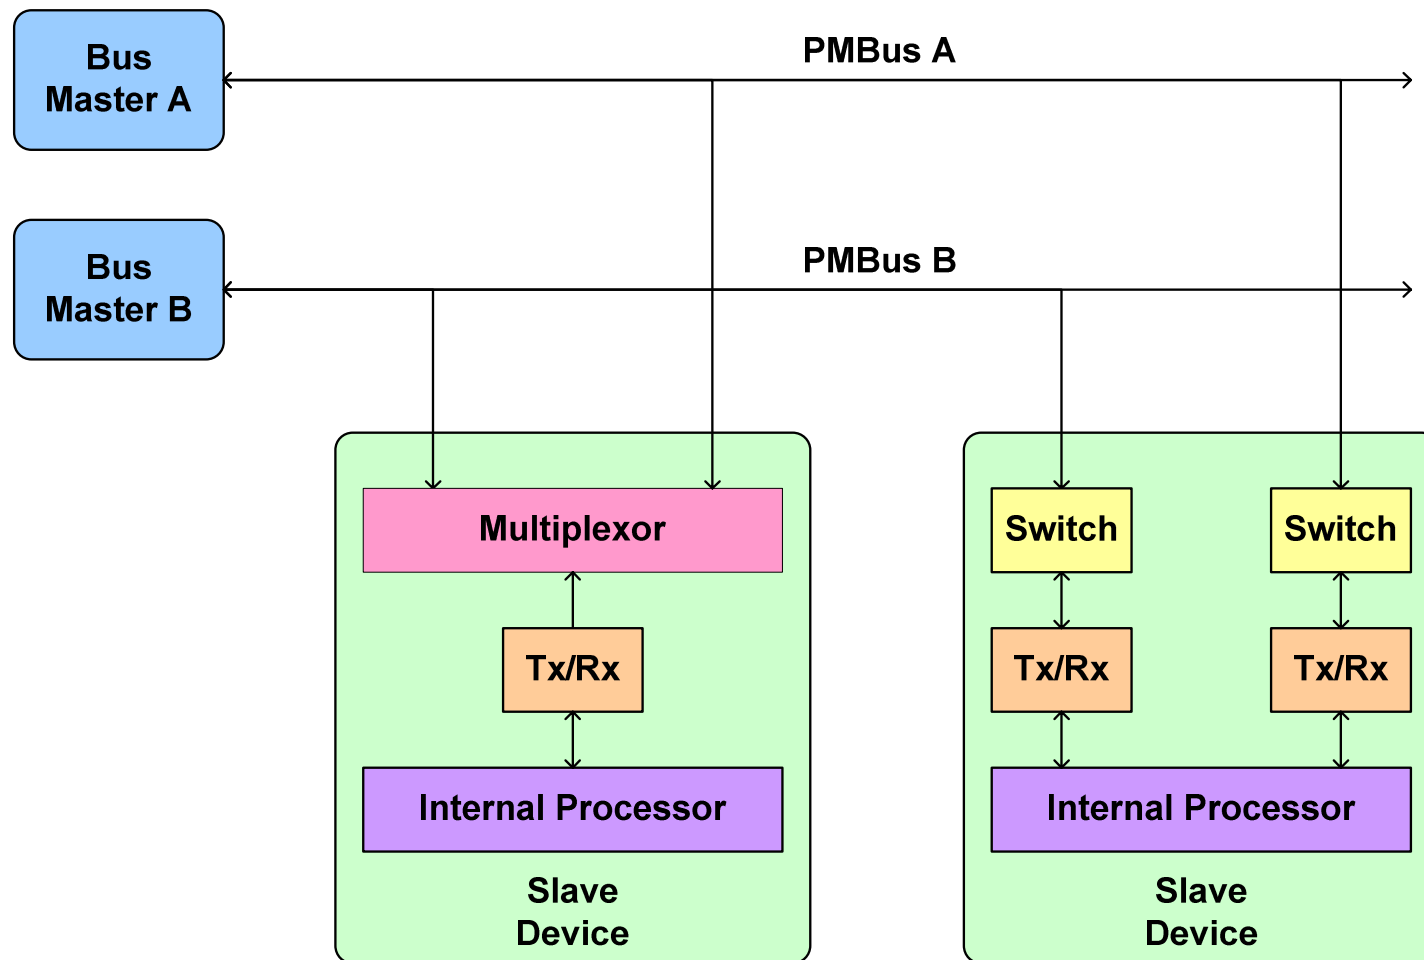 Bus
Master A
PMBus A
Bus
Master B
PMBus B
Multiplexor
Switch
Switch
Tx/Rx
Tx/Rx
Tx/Rx
Internal Processor
Internal Processor
Slave
Device
Slave
Device